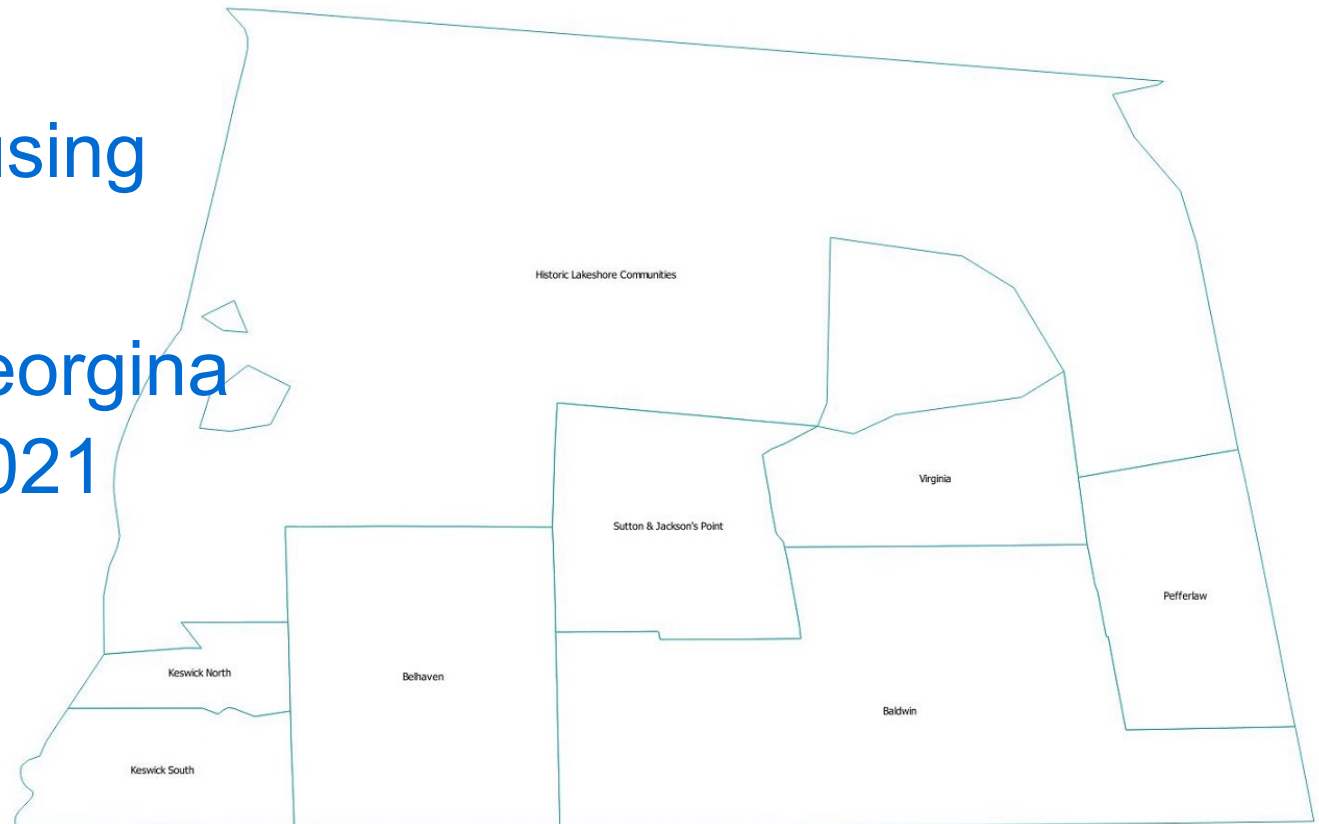 using
Historic Lakeshore Communities
eorgina
021
Virginia
Sutton & Jackson's Point
Pefferlaw
Keswick North
Belhaven
Baldwin
Keswick South